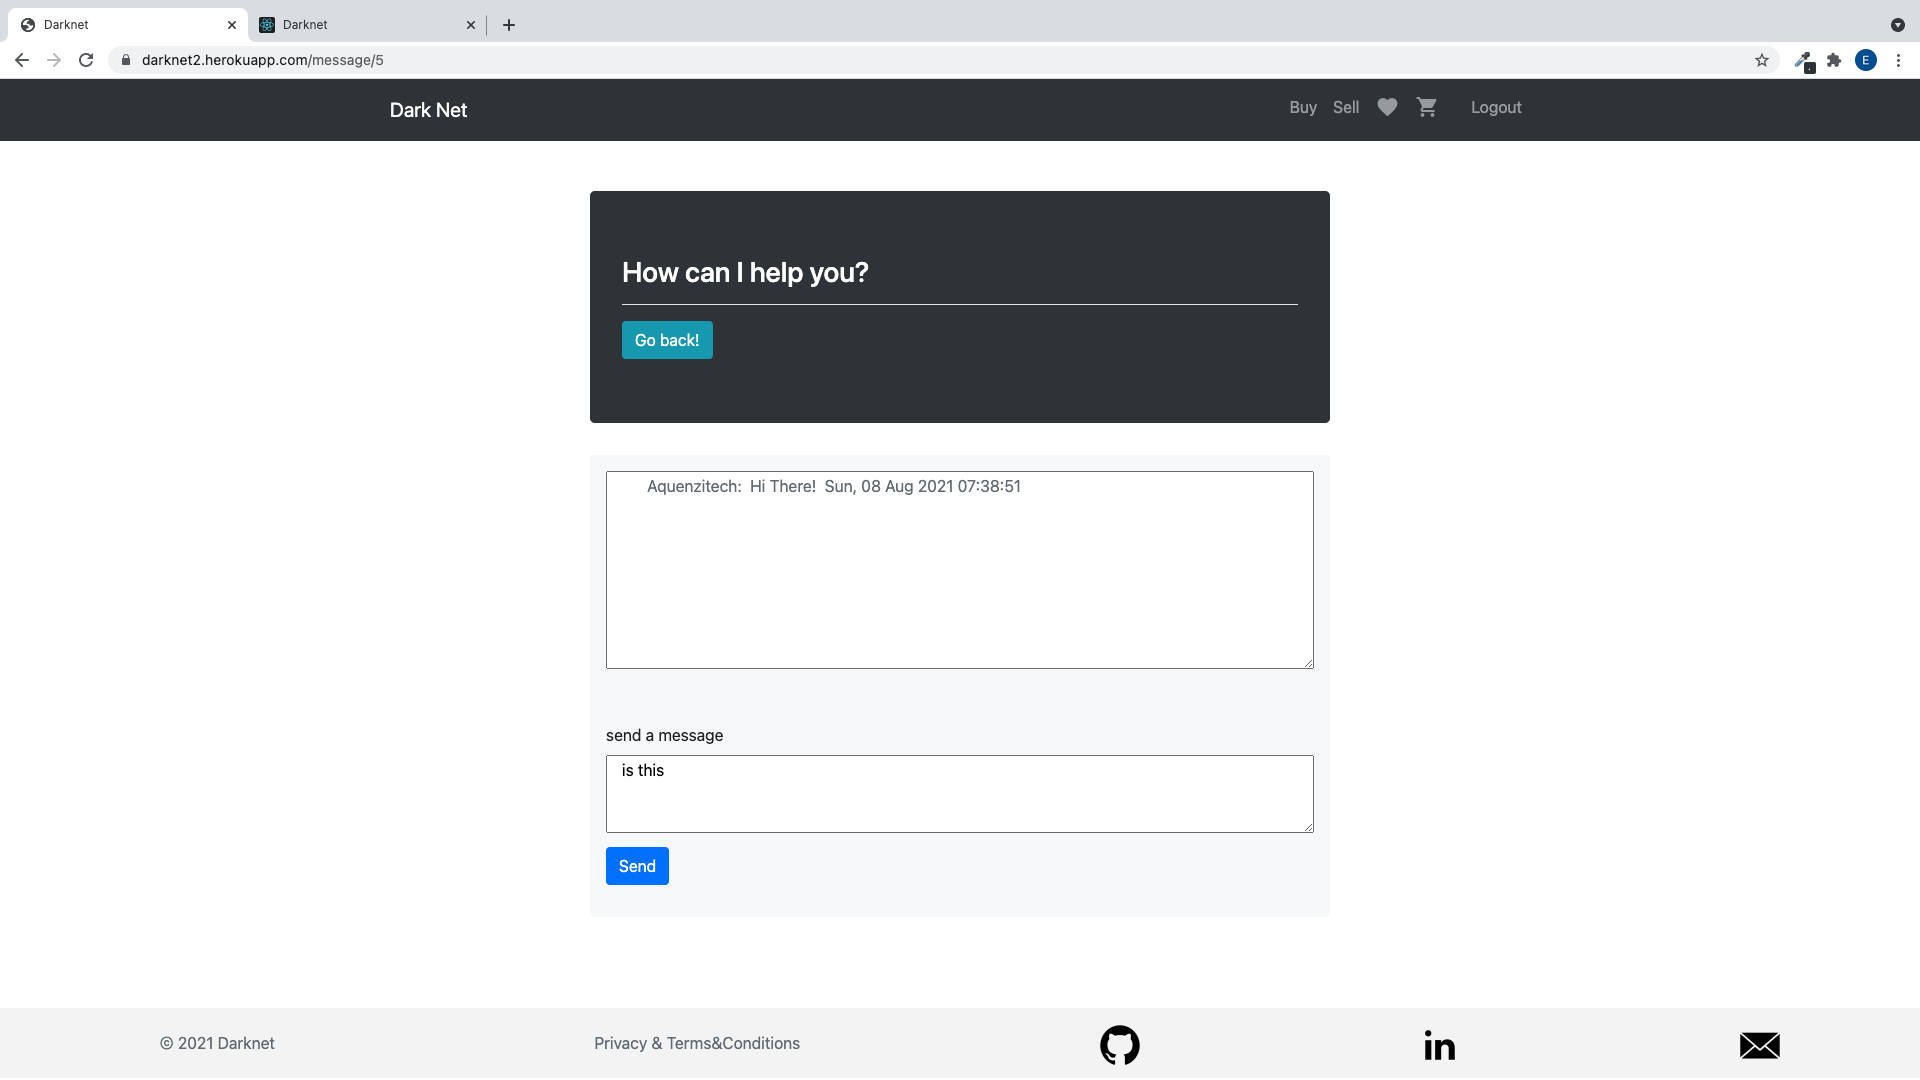 Darknet
Darknet
darknet2.herokuapp.com/message/5
E
Dark Net
Buy Sell Logout
How can I help you?
Go back!
Aquenzitech: Hi There! Sun, 08 Aug 2021 07:38:51
send a message
is this
Send
© 2021 Darknet
Privacy & Terms&Conditions
in